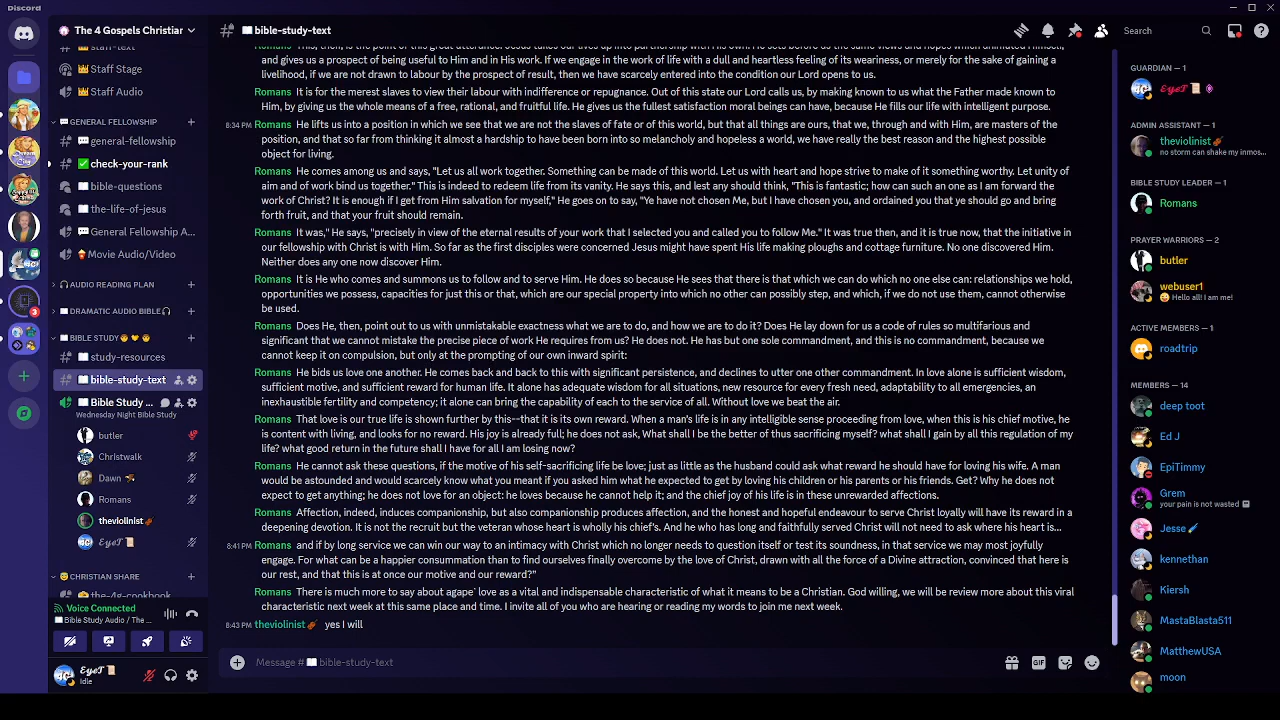 Discord
The 4 Gospels Christian
staff-text
Staff Stage
Staff Audio
GENERAL FELLOWSHIP
general-fellowship
check-your-rank
bible-questions
the-life-of-jesus
General Fellowship A...
Movie Audio/Video
AUDIO READING PLAN
DRAMATIC AUDIO BIBLE
BIBLE STUDY
study-resources
bible-study-text
Bible Study ...
Wednesday Night Bible Study
butler
Christwalk
Dawn
Romans
theviolinist
EyeT
CHRISTIAN SHARE
the-4g-cookbook
Voice Connected
Bible Study Audio / The ...
EyeT
Idle
bible-study-text
Search
Romans This, then, is the point of this great utterance. Jesus takes our lives up into partnership with His own. He sets before us the same views and hopes which animated Himself,
and gives us a prospect of being useful to Him and in His work. If we engage in the work of life with a dull and heartless feeling of its weariness, or merely for the sake of gaining a
livelihood, if we are not drawn to labour by the prospect of result, then we have scarcely entered into the condition our Lord opens to us.
Romans It is for the merest slaves to view their labour with indifference or repugnance. Out of this state our Lord calls us, by making known to us what the Father made known to
Him, by giving us the whole means of a free, rational, and fruitful life. He gives us the fullest satisfaction moral beings can have, because He fills our life with intelligent purpose.
8:34 PM Romans He lifts us into a position in which we see that we are not the slaves of fate or of this world, but that all things are ours, that we, through and with Him, are masters of the
position, and that so far from thinking it almost a hardship to have been born into so melancholy and hopeless a world, we have really the best reason and the highest possible
object for living.
Romans He comes among us and says, "Let us all work together. Something can be made of this world. Let us with heart and hope strive to make of it something worthy. Let unity of
aim and of work bind us together." This is indeed to redeem life from its vanity. He says this, and lest any should think, "This is fantastic; how can such an one as I am forward the
work of Christ? It is enough if I get from Him salvation for myself," He goes on to say, "Ye have not chosen Me, but I have chosen you, and ordained you that ye should go and bring
forth fruit, and that your fruit should remain.
Romans It was," He says, "precisely in view of the eternal results of your work that I selected you and called you to follow Me." It was true then, and it is true now, that the initiative in
our fellowship with Christ is with Him. So far as the first disciples were concerned Jesus might have spent His life making ploughs and cottage furniture. No one discovered Him.
Neither does any one now discover Him.
Romans It is He who comes and summons us to follow and to serve Him. He does so because He sees that there is that which we can do which no one else can: relationships we hold,
opportunities we possess, capacities for just this or that, which are our special property into which no other can possibly step, and which, if we do not use them, cannot otherwise
be used.
Romans Does He, then, point out to us with unmistakable exactness what we are to do, and how we are to do it? Does He lay down for us a code of rules so multifarious and
significant that we cannot mistake the precise piece of work He requires from us? He does not. He has but one sole commandment, and this is no commandment, because we
cannot keep it on compulsion, but only at the prompting of our own inward spirit:
Romans He bids us love one another. He comes back and back to this with significant persistence, and declines to utter one other commandment. In love alone is sufficient wisdom,
sufficient motive, and sufficient reward for human life. It alone has adequate wisdom for all situations, new resource for every fresh need, adaptability to all emergencies, an
inexhaustible fertility and competency; it alone can bring the capability of each to the service of all. Without love we beat the air.
Romans That love is our true life is shown further by this--that it is its own reward. When a man's life is in any intelligible sense proceeding from love, when this is his chief motive, he
is content with living, and looks for no reward. His joy is already full; he does not ask, What shall I be the better of thus sacrificing myself? what shall I gain by all this regulation of my
life? what good return in the future shall I have for all I am losing now?
Romans He cannot ask these questions, if the motive of his self-sacrificing life be love; just as little as the husband could ask what reward he should have for loving his wife. A man
would be astounded and would scarcely know what you meant if you asked him what he expected to get by loving his children or his parents or his friends. Get? Why he does not
expect to get anything; he does not love for an object: he loves because he cannot help it; and the chief joy of his life is in these unrewarded affections.
Romans Affection, indeed, induces companionship, but also companionship produces affection, and the honest and hopeful endeavour to serve Christ loyally will have its reward in a
deepening devotion. It is not the recruit but the veteran whose heart is wholly his chief's. And he who has long and faithfully served Christ will not need to ask where his heart is...
8:41 PM Romans and if by long service we can win our way to an intimacy with Christ which no longer needs to question itself or test its soundness, in that service we may most joyfully
engage. For what can be a happier consummation than to find ourselves finally overcome by the love of Christ, drawn with all the force of a Divine attraction, convinced that here is
our rest, and that this is at once our motive and our reward?"
Romans There is much more to say about agape` love as a vital and indispensable characteristic of what it means to be a Christian. God willing, we will be review more about this viral
characteristic next week at this same place and time. I invite all of you who are hearing or reading my words to join me next week.
8:43 PM theviolinist yes I will
Message # bible-study-text
GIF
GUARDIAN — 1
EyeT
ADMIN ASSISTANT — 1
theviolinist
no storm can shake my inmos...
BIBLE STUDY LEADER — 1
Romans
PRAYER WARRIORS — 2
butler
webuser1
Hello all! I am me!
ACTIVE MEMBERS — 1
roadtrip
MEMBERS — 14
deep toot
Ed J
EpiTimmy
Grem
your pain is not wasted
Jesse
kennethan
Kiersh
MastaBlasta511
MatthewUSA
moon
3